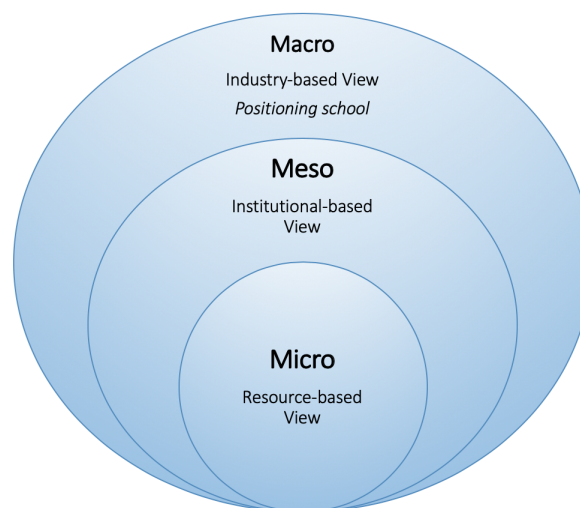 Macro
Industry-based View
Positioning school
Meso
Institutional-based
View
Micro
Resource-based
View